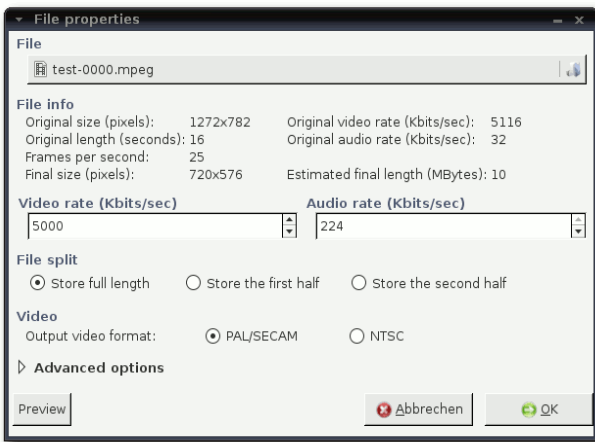 File properties
File
test-0000.mpeg
File info
Original size (pixels): 1272x782 Original video rate (Kbits/sec): 5116
Original length (seconds): 16 Original audio rate (Kbits/sec): 32
Frames per second: 25
Final size (pixels): 720x576 Estimated final length (MBytes): 10
Video rate (Kbits/sec) Audio rate (Kbits/sec)
5000 224
File split
Store full length Store the first half Store the second half
Video
Output video format: PAL/SECAM NTSC
Advanced options
Preview Abbrechen OK